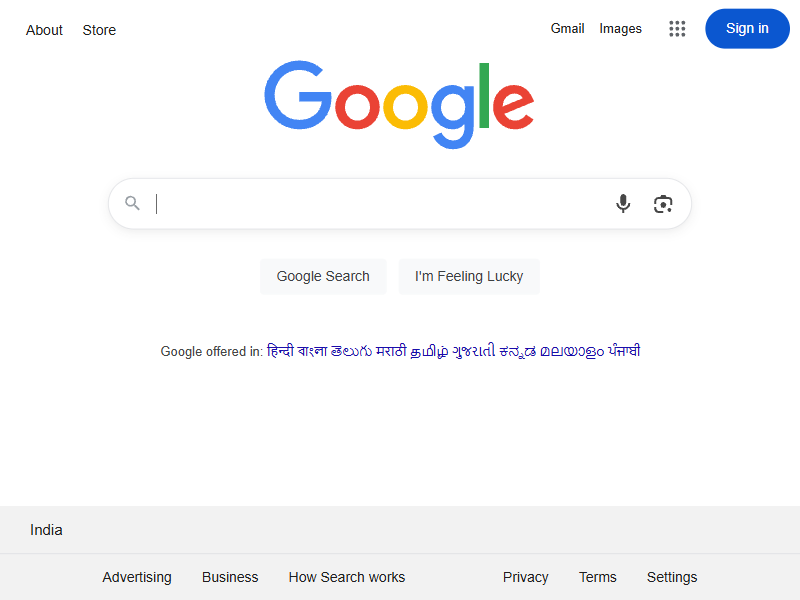 About Store Gmail Images Sign in
Google
Google Search I'm Feeling Lucky
Google offered in: हिन्दी বাংলা తెలుగు मराठी தமிழ் ગુજરાતી ಕನ್ನಡ മലയാളം ਪੰਜਾਬੀ
India
Advertising Business How Search works Privacy Terms Settings